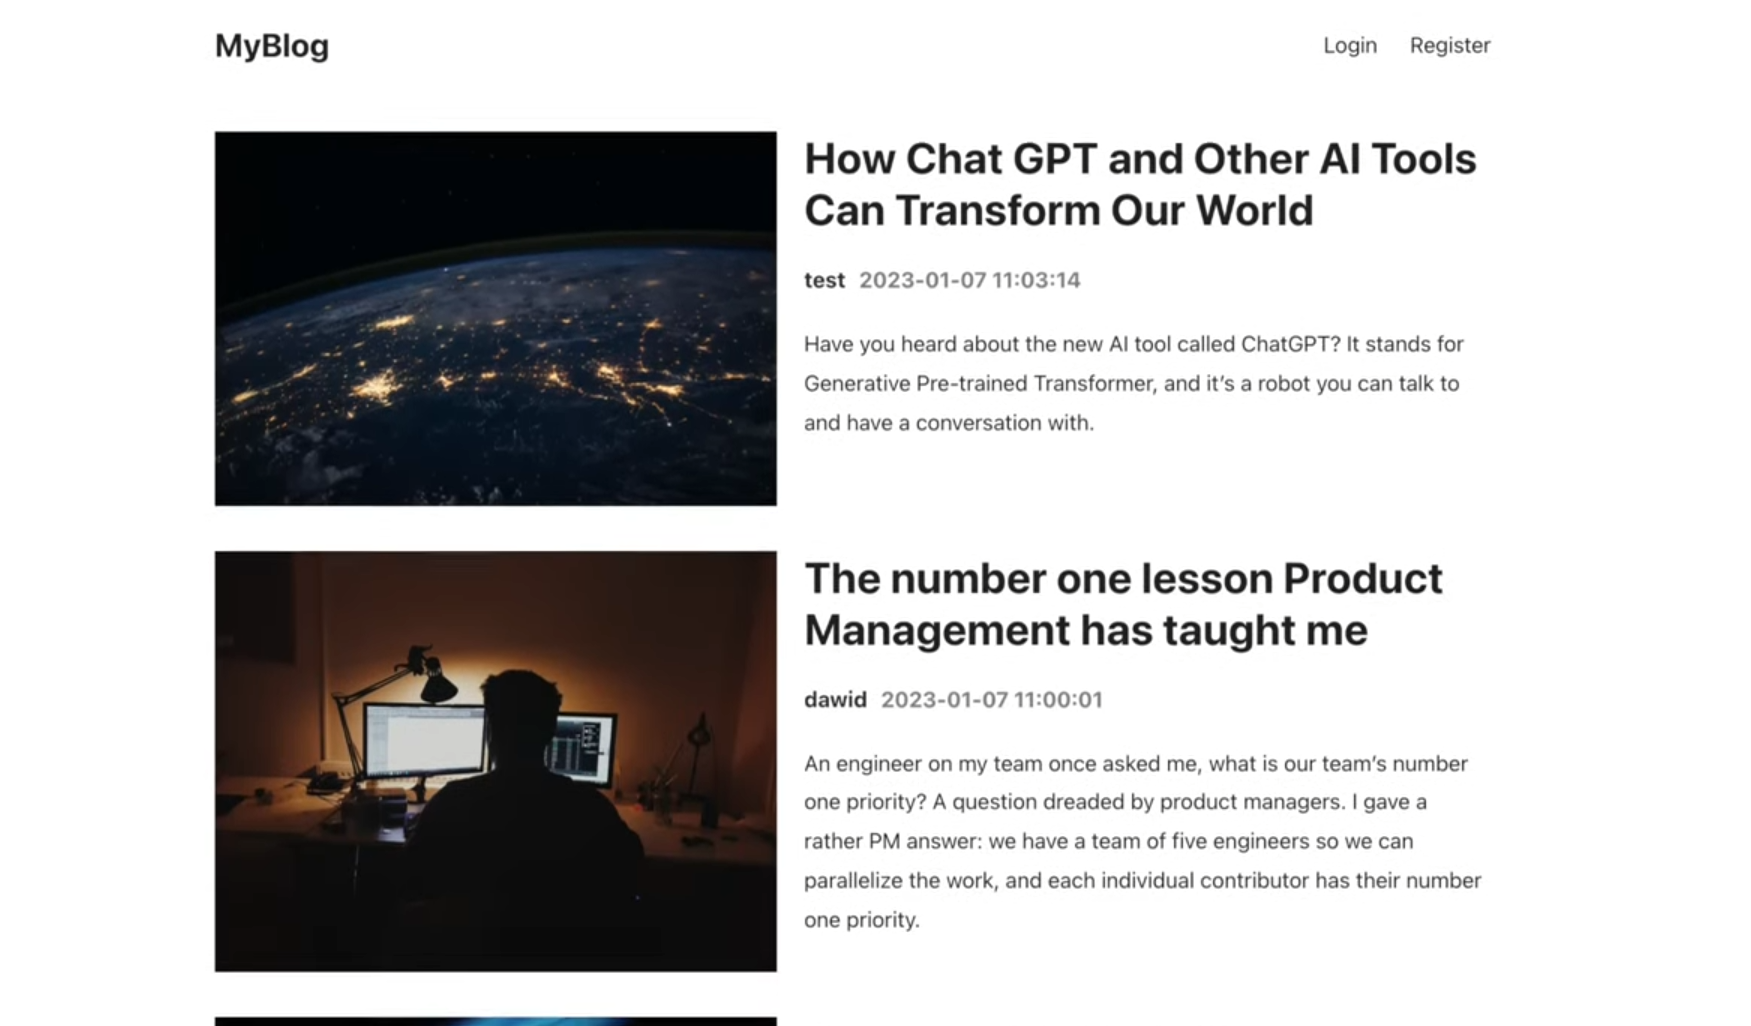 MyBlog
Login
Register
How Chat GPT and Other AI Tools
Can Transform Our World
test 2023-01-07 11:03:14
Have you heard about the new AI tool called ChatGPT? It stands for
Generative Pre-trained Transformer, and it’s a robot you can talk to
and have a conversation with.
The number one lesson Product
Management has taught me
dawid 2023-01-07 11:00:01
An engineer on my team once asked me, what is our team’s number
one priority? A question dreaded by product managers. I gave a
rather PM answer: we have a team of five engineers so we can
parallelize the work, and each individual contributor has their number
one priority.